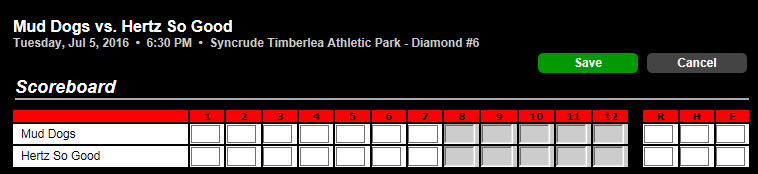 Mud Dogs vs. Hertz So Good
Tuesday, Jul 5, 2016 • 6:30 PM • Syncrude Timberlea Athletic Park - Diamond #6
Save Cancel
Scoreboard
1 2 3 4 5 6 7 8 9 10 11 12 R H E
Mud Dogs
Hertz So Good